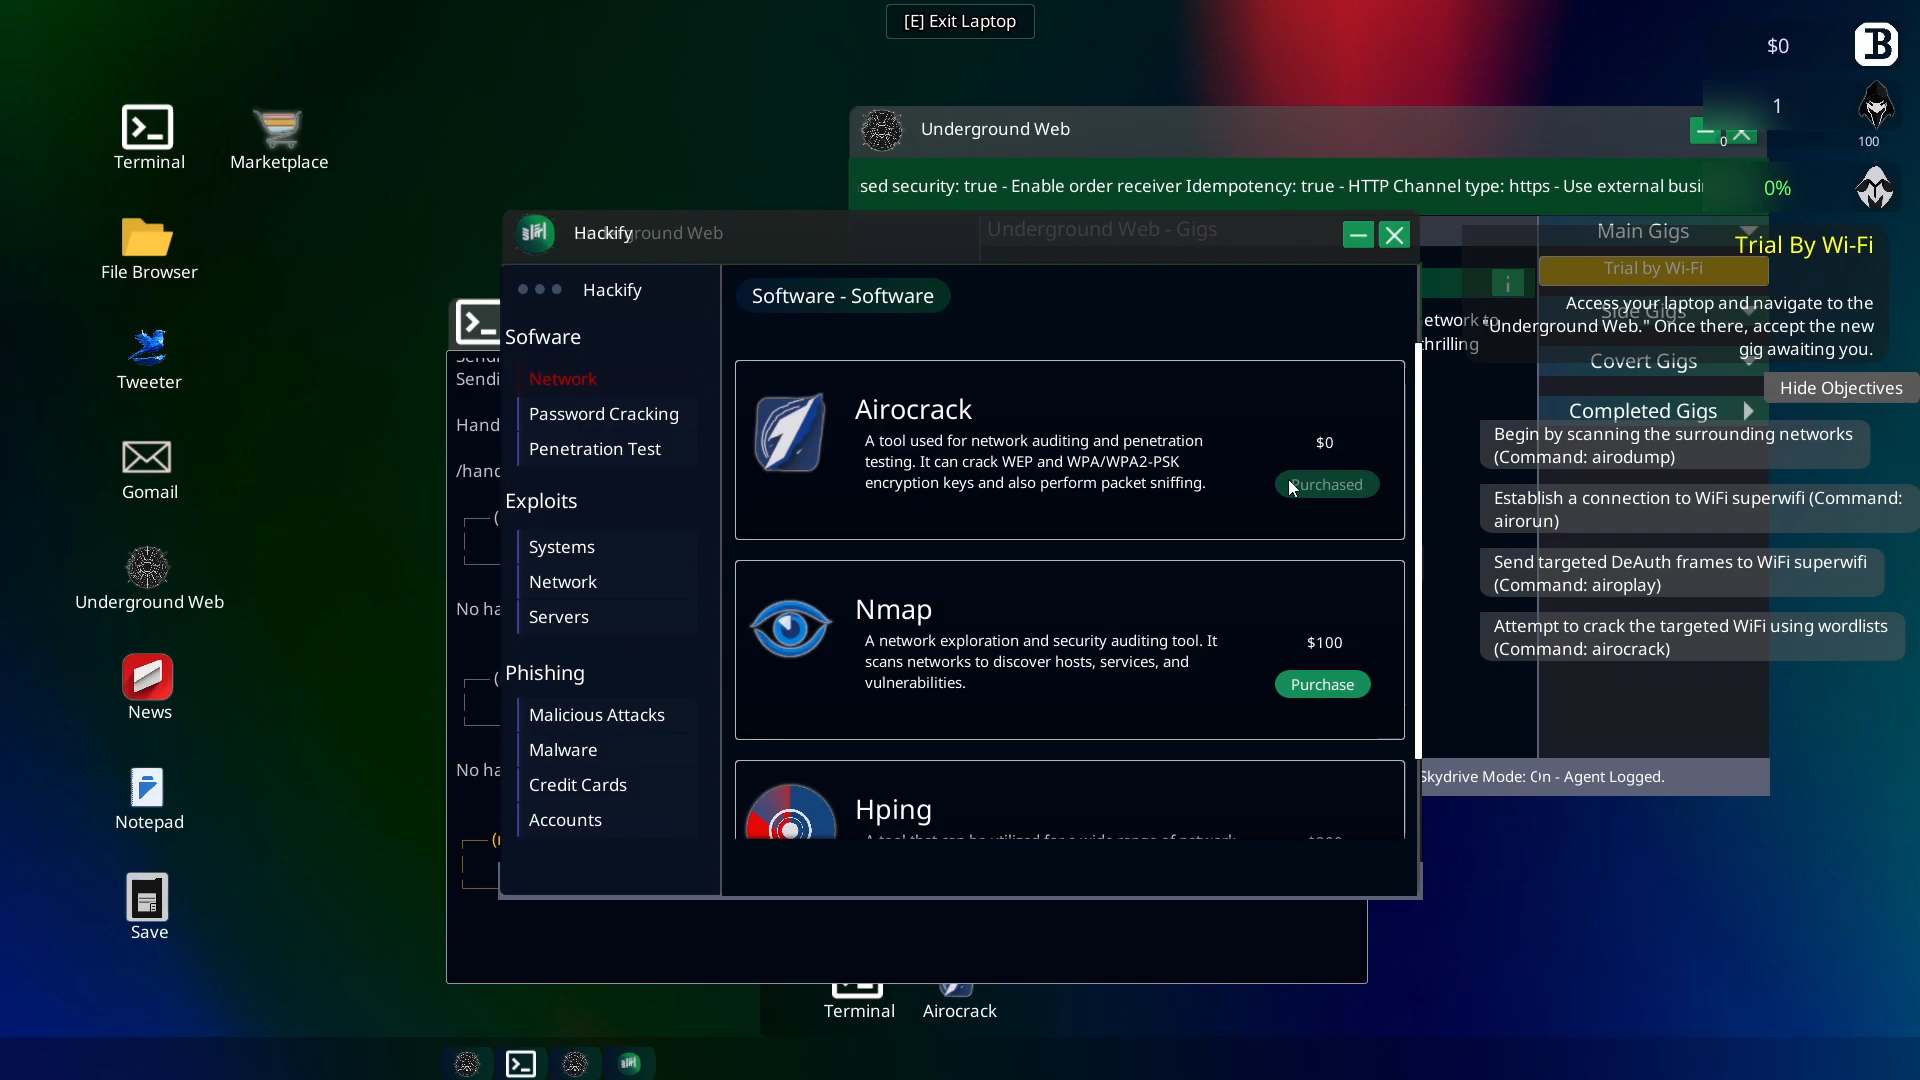 [E] Exit Laptop
$0
B
1
100
0
0%
Terminal
Marketplace
File Browser
Tweeter
Gomail
Underground Web
News
Notepad
Save
Underground Web
sed security: true - Enable order receiver Idempotency: true - HTTP Channel type: https - Use external busi
Underground Web - Gigs
Main Gigs
Trial by Wi-Fi
Side Gigs
Covert Gigs
Completed Gigs
i
etwork to
thrilling
Skydrive Mode: On - Agent Logged.
Trial By Wi-Fi
Access your laptop and navigate to the
"Underground Web." Once there, accept the new
gig awaiting you.
Hide Objectives
Begin by scanning the surrounding networks
(Command: airodump)
Establish a connection to WiFi superwifi (Command:
airorun)
Send targeted DeAuth frames to WiFi superwifi
(Command: airoplay)
Attempt to crack the targeted WiFi using wordlists
(Command: airocrack)
Hackify
ground Web
Hackify
Sofware
Network
Password Cracking
Penetration Test
Exploits
Systems
Network
Servers
Phishing
Malicious Attacks
Malware
Credit Cards
Accounts
Software - Software
Airocrack
A tool used for network auditing and penetration
testing. It can crack WEP and WPA/WPA2-PSK
encryption keys and also perform packet sniffing.
$0
Purchased
Nmap
A network exploration and security auditing tool. It
scans networks to discover hosts, services, and
vulnerabilities.
$100
Purchase
Hping
Sendi
Hand
/hand
No ha
No ha
Terminal
Airocrack